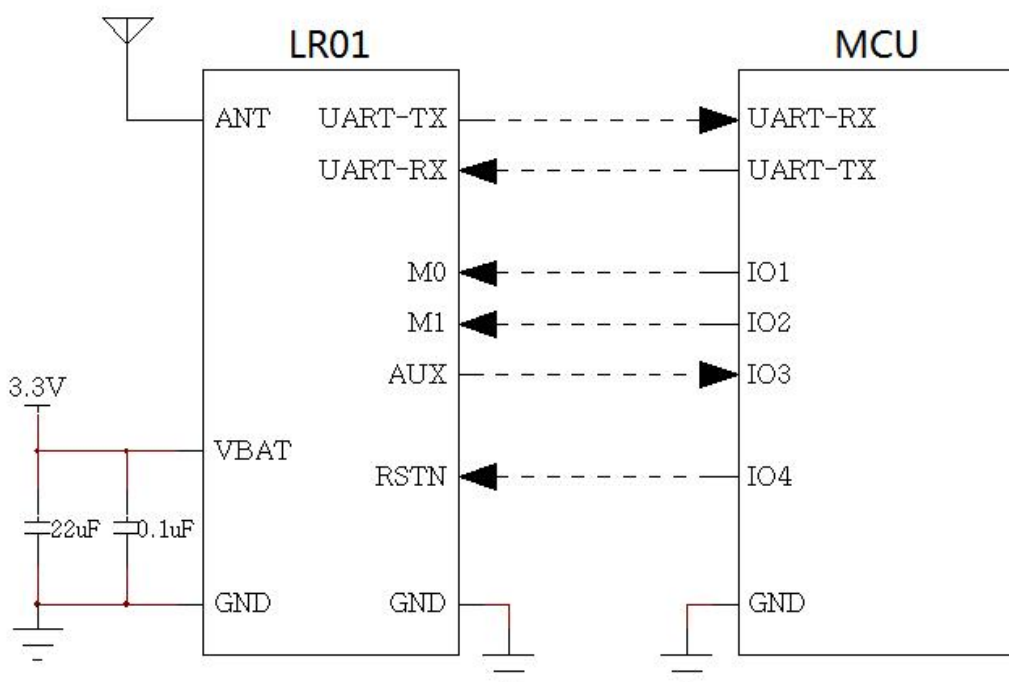 LR01
MCU
ANT
UART-TX
UART-RX
UART-RX
UART-TX
M0
IO1
M1
IO2
AUX
IO3
3.3V
VBAT
RSTN
IO4
22uF
0.1uF
GND
GND
GND